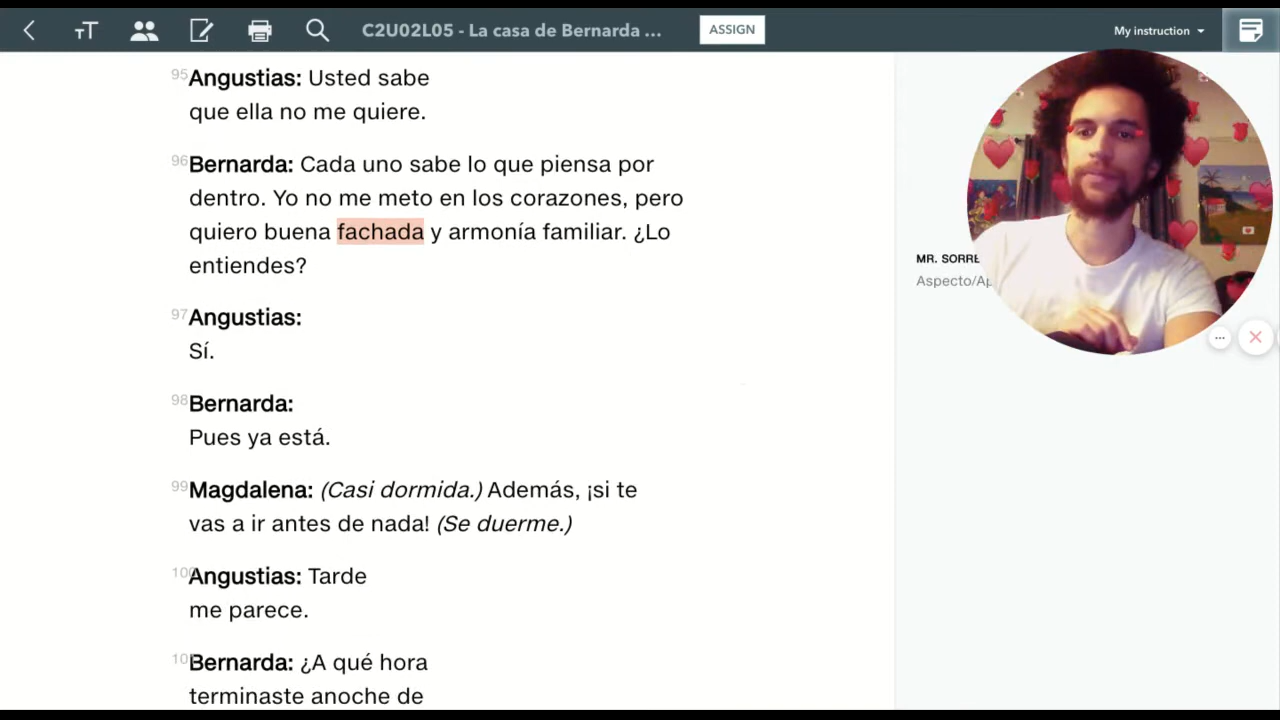 C2U02L05 - La casa de Bernarda ...
ASSIGN
My instruction
95 Angustias: Usted sabe
que ella no me quiere.
96 Bernarda: Cada uno sabe lo que piensa por
dentro. Yo no me meto en los corazones, pero
quiero buena fachada y armonía familiar. ¿Lo
entiendes?
97 Angustias:
Sí.
98 Bernarda:
Pues ya está.
99 Magdalena: (Casi dormida.) Además, ¡si te
vas a ir antes de nada! (Se duerme.)
100 Angustias: Tarde
me parece.
Bernarda: ¿A qué hora
terminaste anoche de
MR. SORRE
Aspecto/Ap